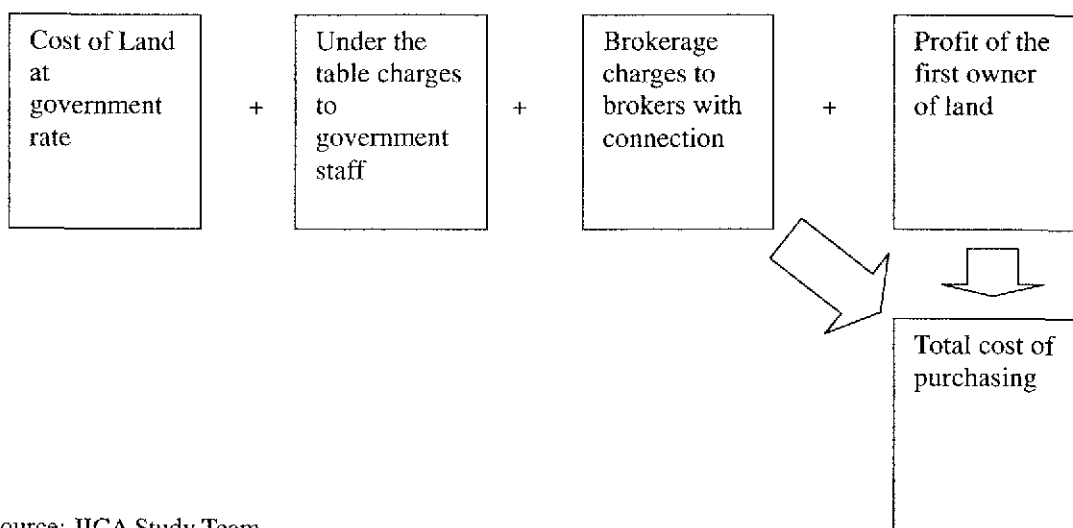 Cost of Land
at
government
rate
+
Under the
table charges
to
government
staff
+
Brokerage
charges to
brokers with
connection
+
Profit of the
first owner
of land
Total cost of
purchasing
ource: JICA Study Team